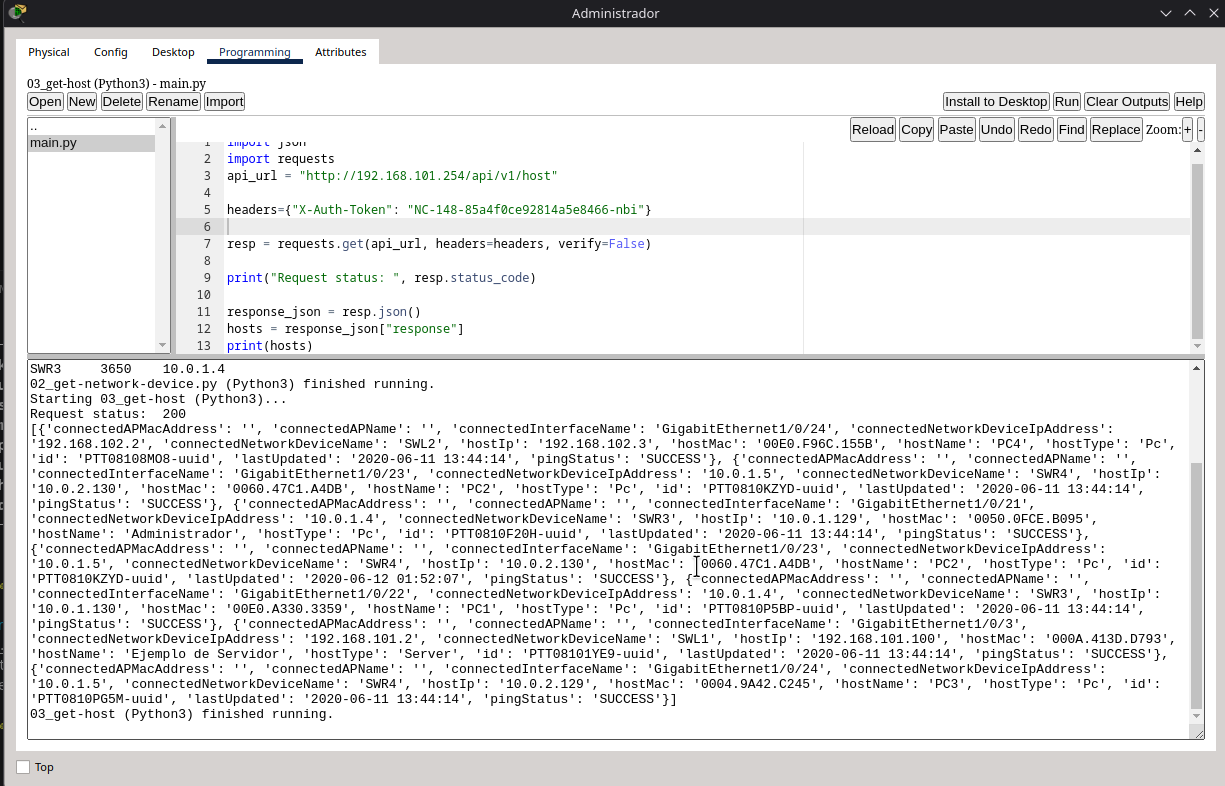 Administrador
Physical Config Desktop Programming Attributes
03_get-host (Python3) - main.py
Open New Delete Rename Import Install to Desktop Run Clear Outputs Help
Reload Copy Paste Undo Redo Find Replace Zoom: + -
..
main.py
1 import json
2 import requests
3 api_url = "http://192.168.101.254/api/v1/host"
4
5 headers={"X-Auth-Token": "NC-148-85a4f0ce92814a5e8466-nbi"}
6
7 resp = requests.get(api_url, headers=headers, verify=False)
8
9 print("Request status: ", resp.status_code)
10
11 response_json = resp.json()
12 hosts = response_json["response"]
13 print(hosts)
SWR3 3650 10.0.1.4
02_get-network-device.py (Python3) finished running.
Starting 03_get-host (Python3)...
Request status:  200
[{'connectedAPMacAddress': '', 'connectedAPName': '', 'connectedInterfaceName': 'GigabitEthernet1/0/24', 'connectedNetworkDeviceIpAddress':
'192.168.102.2', 'connectedNetworkDeviceName': 'SWL2', 'hostIp': '192.168.102.3', 'hostMac': '00E0.F96C.155B', 'hostName': 'PC4', 'hostType': 'Pc',
'id': 'PTT08108MO8-uuid', 'lastUpdated': '2020-06-11 13:44:14', 'pingStatus': 'SUCCESS'}, {'connectedAPMacAddress': '', 'connectedAPName': '',
'connectedInterfaceName': 'GigabitEthernet1/0/23', 'connectedNetworkDeviceIpAddress': '10.0.1.5', 'connectedNetworkDeviceName': 'SWR4', 'hostIp':
'10.0.2.130', 'hostMac': '0060.47C1.A4DB', 'hostName': 'PC2', 'hostType': 'Pc', 'id': 'PTT0810KZYD-uuid', 'lastUpdated': '2020-06-11 13:44:14',
'pingStatus': 'SUCCESS'}, {'connectedAPMacAddress': '', 'connectedAPName': '', 'connectedInterfaceName': 'GigabitEthernet1/0/21',
'connectedNetworkDeviceIpAddress': '10.0.1.4', 'connectedNetworkDeviceName': 'SWR3', 'hostIp': '10.0.1.129', 'hostMac': '0050.0FCE.B095',
'hostName': 'Administrador', 'hostType': 'Pc', 'id': 'PTT0810F20H-uuid', 'lastUpdated': '2020-06-11 13:44:14', 'pingStatus': 'SUCCESS'},
{'connectedAPMacAddress': '', 'connectedAPName': '', 'connectedInterfaceName': 'GigabitEthernet1/0/23', 'connectedNetworkDeviceIpAddress':
'10.0.1.5', 'connectedNetworkDeviceName': 'SWR4', 'hostIp': '10.0.2.130', 'hostMac': '0060.47C1.A4DB', 'hostName': 'PC2', 'hostType': 'Pc', 'id':
'PTT0810KZYD-uuid', 'lastUpdated': '2020-06-12 01:52:07', 'pingStatus': 'SUCCESS'}, {'connectedAPMacAddress': '', 'connectedAPName': '',
'connectedInterfaceName': 'GigabitEthernet1/0/22', 'connectedNetworkDeviceIpAddress': '10.0.1.4', 'connectedNetworkDeviceName': 'SWR3', 'hostIp':
'10.0.1.130', 'hostMac': '00E0.A330.3359', 'hostName': 'PC1', 'hostType': 'Pc', 'id': 'PTT0810P5BP-uuid', 'lastUpdated': '2020-06-11 13:44:14',
'pingStatus': 'SUCCESS'}, {'connectedAPMacAddress': '', 'connectedAPName': '', 'connectedInterfaceName': 'GigabitEthernet1/0/3',
'connectedNetworkDeviceIpAddress': '192.168.101.2', 'connectedNetworkDeviceName': 'SWL1', 'hostIp': '192.168.101.100', 'hostMac': '000A.413D.D793',
'hostName': 'Ejemplo de Servidor', 'hostType': 'Server', 'id': 'PTT08101YE9-uuid', 'lastUpdated': '2020-06-11 13:44:14', 'pingStatus': 'SUCCESS'},
{'connectedAPMacAddress': '', 'connectedAPName': '', 'connectedInterfaceName': 'GigabitEthernet1/0/24', 'connectedNetworkDeviceIpAddress':
'10.0.1.5', 'connectedNetworkDeviceName': 'SWR4', 'hostIp': '10.0.2.129', 'hostMac': '0004.9A42.C245', 'hostName': 'PC3', 'hostType': 'Pc', 'id':
'PTT0810PG5M-uuid', 'lastUpdated': '2020-06-11 13:44:14', 'pingStatus': 'SUCCESS'}]
03_get-host (Python3) finished running.
Top